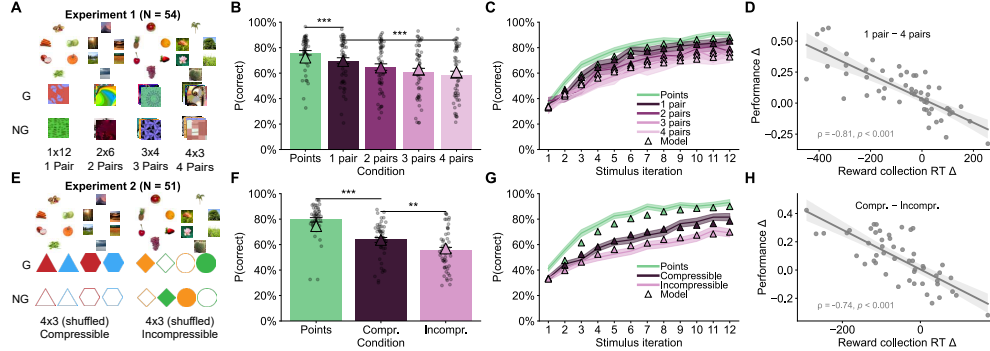 A
Experiment 1 (N = 54)
G
NG
1x12 2x6 3x4 4x3
1 Pair 2 Pairs 3 Pairs 4 Pairs
B
P(correct)
100%
80%
60%
40%
20%
0%
***
***
Points 1 pair 2 pairs 3 pairs 4 pairs
Condition
C
P(correct)
100%
80%
60%
40%
20%
0%
Points
1 pair
2 pairs
3 pairs
4 pairs
Model
1 2 3 4 5 6 7 8 9 10 11 12
Stimulus iteration
D
Performance Δ
1 pair − 4 pairs
0,50
0,25
0,00
−0,25
ρ = −0.81, p < 0.001
−400 −200 0 200
Reward collection RT Δ
E
Experiment 2 (N = 51)
G
NG
4x3 (shuffled) 4x3 (shuffled)
Compressible Incompressible
F
P(correct)
100%
80%
60%
40%
20%
0%
***
**
Points Compr. Incompr.
Condition
G
P(correct)
100%
80%
60%
40%
20%
0%
Points
Compressible
Incompressible
Model
1 2 3 4 5 6 7 8 9 10 11 12
Stimulus iteration
H
Performance Δ
Compr. − Incompr.
0,4
0,2
0,0
−0,2
ρ = −0.74, p < 0.001
−200 0
Reward collection RT Δ